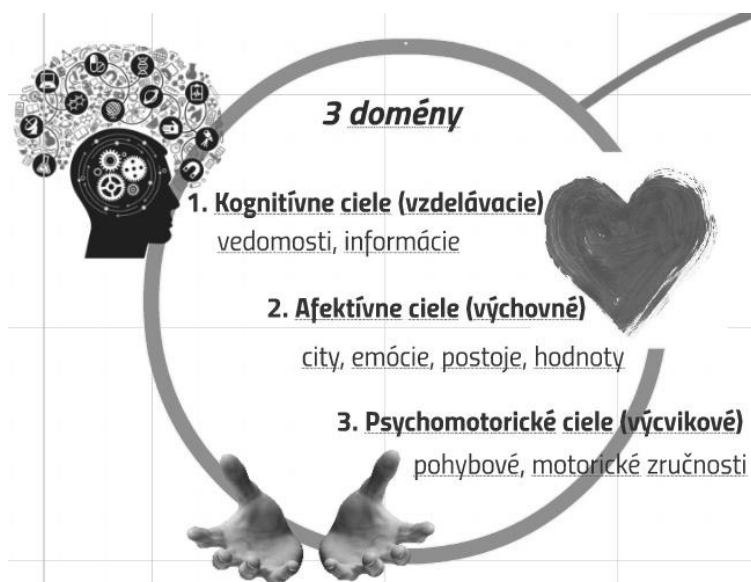 3 domény
1. Kognitívne ciele (vzdelávacie)
vedomosti, informácie
2. Afektívne ciele (výchovné)
city, emócie, postoje, hodnoty
3. Psychomotorické ciele (výcvikové)
pohybové, motorické zručnosti